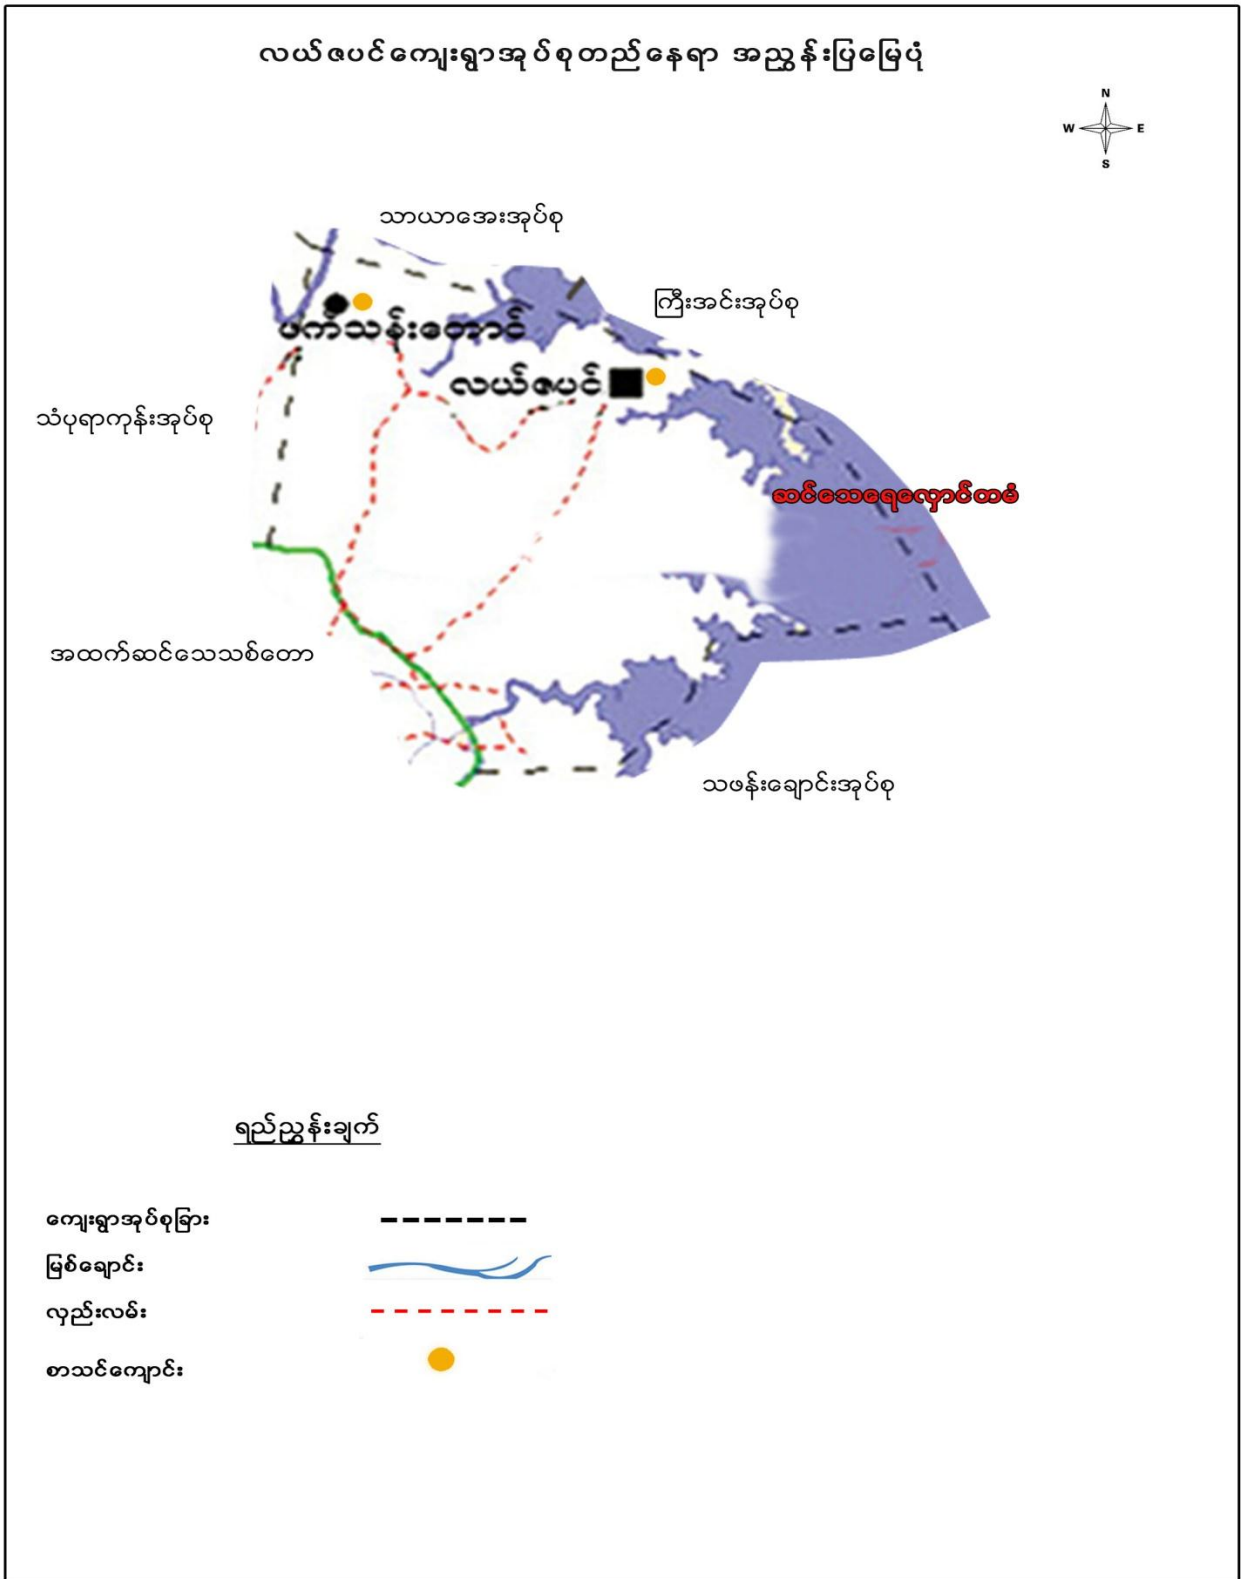 လယ်ဇပင်ကျေးရွာအုပ်စုတည်နေရာ အညွှန်းပြမြေပုံ
N
W E
S
သာယာအေးအုပ်စု
ကြီးအင်းအုပ်စု
ဖက်သန်းတောင်
လယ်ဇပင်
သံပုရာကုန်းအုပ်စု
ဆင်သေရေလှောင်တမံ
အထက်ဆင်သေသစ်တော
သဖန်းချောင်းအုပ်စု
ရည်ညွှန်းချက်
ကျေးရွာအုပ်စုခြား
မြစ်ချောင်း
လှည်းလမ်း
စာသင်ကျောင်း